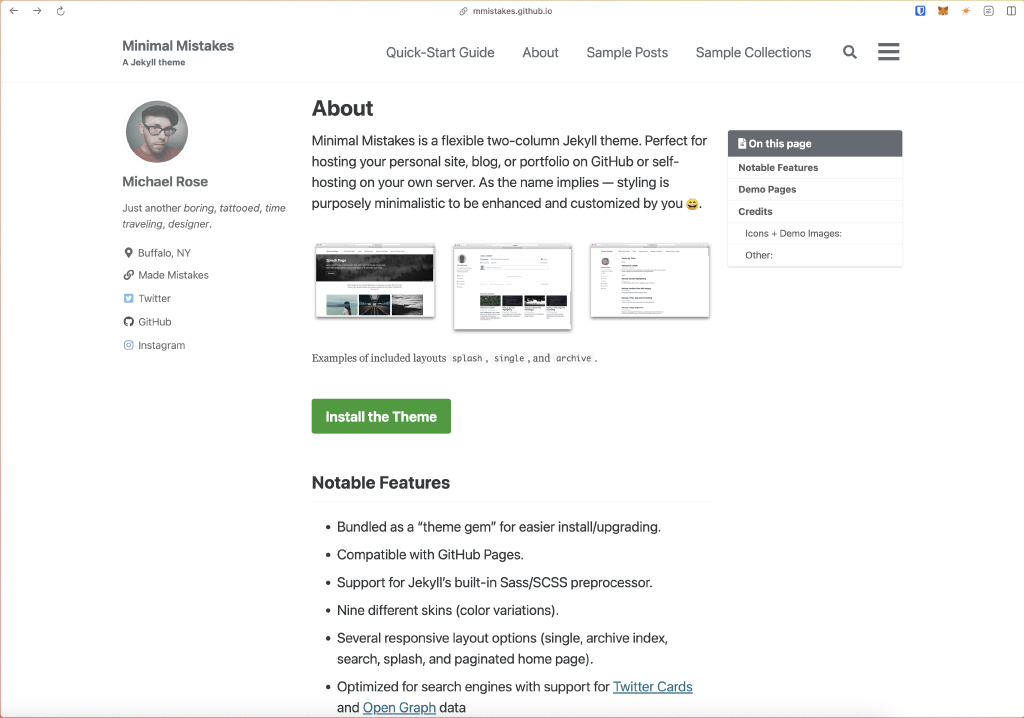 mmistakes.github.io
Minimal Mistakes
A Jekyll theme
Quick-Start Guide About Sample Posts Sample Collections
Michael Rose
Just another boring, tattooed, time
traveling, designer.
Buffalo, NY
Made Mistakes
Twitter
GitHub
Instagram
About
Minimal Mistakes is a flexible two-column Jekyll theme. Perfect for
hosting your personal site, blog, or portfolio on GitHub or self-
hosting on your own server. As the name implies — styling is
purposely minimalistic to be enhanced and customized by you 😄.
Splash Page
Examples of included layouts splash, single, and archive.
Install the Theme
Notable Features
• Bundled as a “theme gem” for easier install/upgrading.
• Compatible with GitHub Pages.
• Support for Jekyll’s built-in Sass/SCSS preprocessor.
• Nine different skins (color variations).
• Several responsive layout options (single, archive index,
search, splash, and paginated home page).
• Optimized for search engines with support for Twitter Cards
and Open Graph data
On this page
Notable Features
Demo Pages
Credits
Icons + Demo Images:
Other: